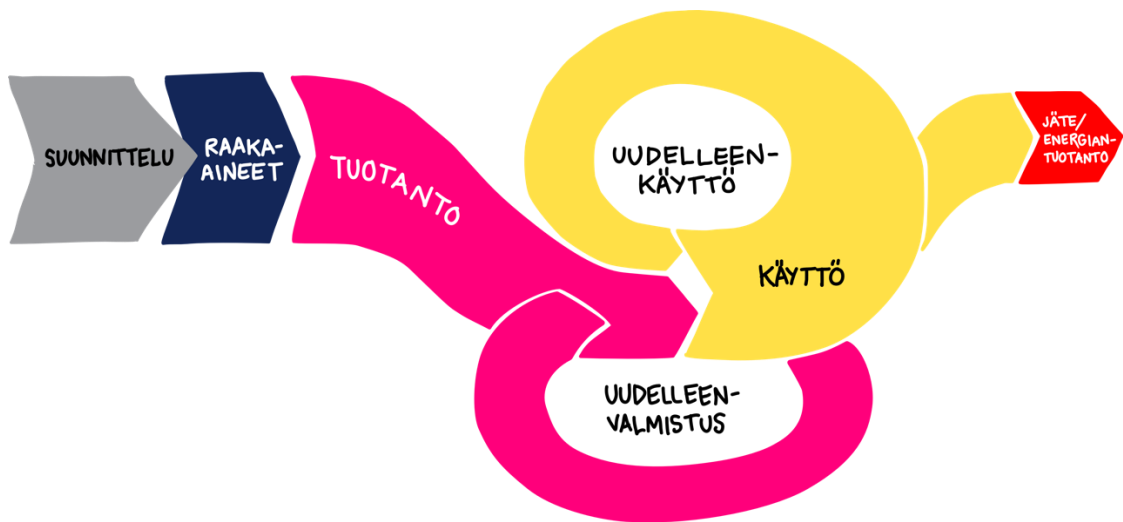 SUUNNITTELU
RAAKA-
AINEET
TUOTANTO
UUDELLEEN-
KÄYTTÖ
KÄYTTÖ
UUDELLEEN-
VALMISTUS
JÄTE/
ENERGIAN-
TUOTANTO